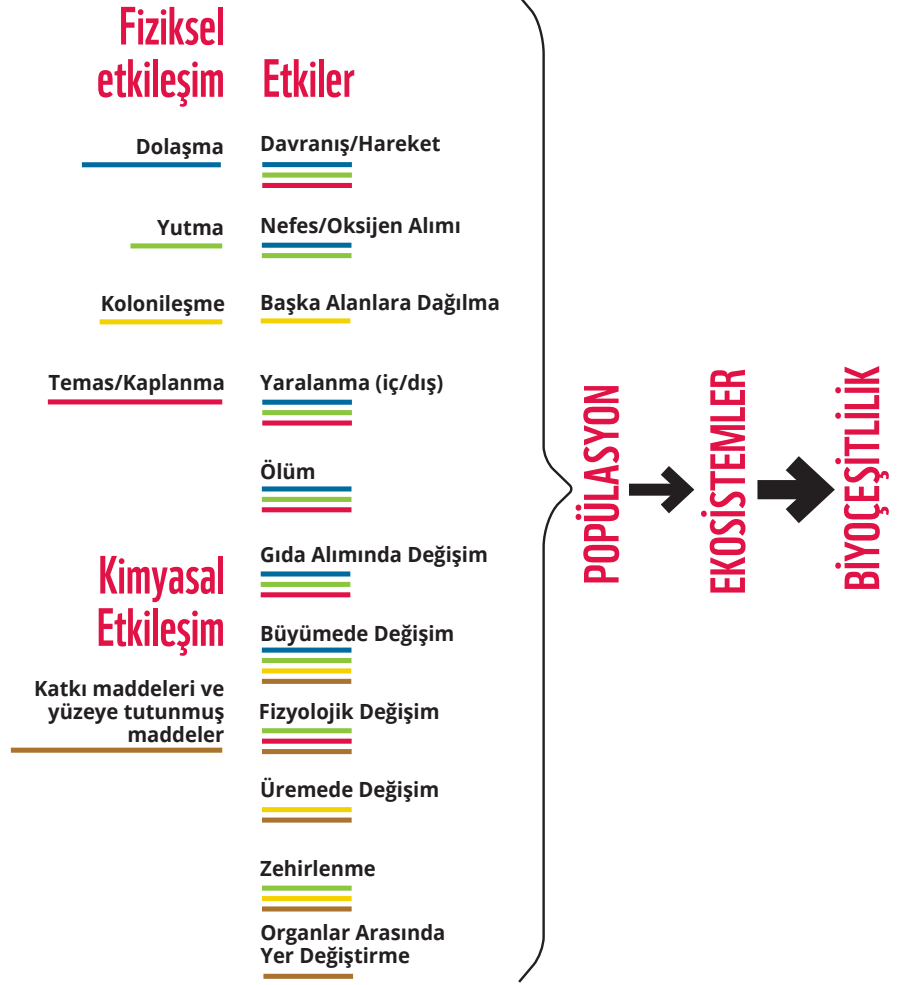 Fiziksel
etkileşim
Etkiler
Dolaşma
Davranış/Hareket
Yutma
Nefes/Oksijen Alımı
Kolonileşme
Başka Alanlara Dağılma
Temas/Kaplanma
Yaralanma (iç/dış)
Ölüm
Gıda Alımında Değişim
Kimyasal
Etkileşim
Büyümede Değişim
Katkı maddeleri ve
yüzeye tutunmuş
maddeler
Fizyolojik Değişim
Üremede Değişim
Zehirlenme
Organlar Arasında
Yer Değiştirme
POPÜLASYON
EKOSİSTEMLER
BİYOÇEŞİTLİLİK